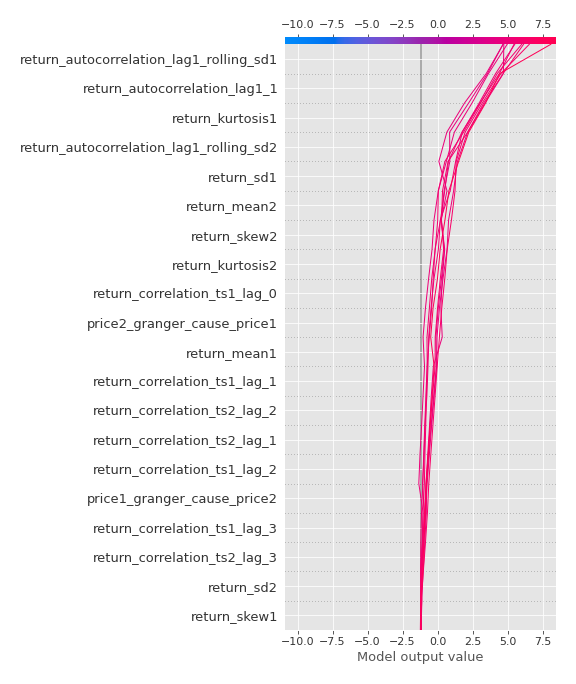 −10.0 −7.5 −5.0 −2.5 0.0 2.5 5.0 7.5
return_autocorrelation_lag1_rolling_sd1
return_autocorrelation_lag1_1
return_kurtosis1
return_autocorrelation_lag1_rolling_sd2
return_sd1
return_mean2
return_skew2
return_kurtosis2
return_correlation_ts1_lag_0
price2_granger_cause_price1
return_mean1
return_correlation_ts1_lag_1
return_correlation_ts2_lag_2
return_correlation_ts2_lag_1
return_correlation_ts1_lag_2
price1_granger_cause_price2
return_correlation_ts1_lag_3
return_correlation_ts2_lag_3
return_sd2
return_skew1
−10.0 −7.5 −5.0 −2.5 0.0 2.5 5.0 7.5
Model output value